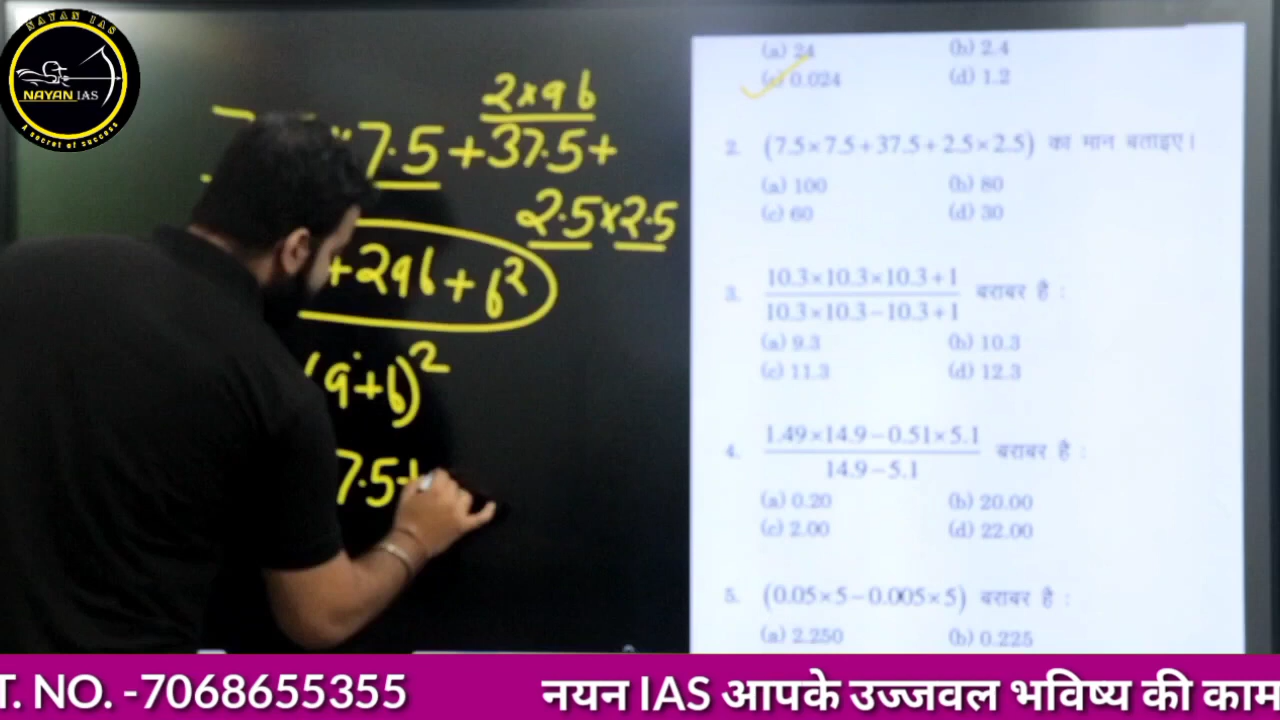 NAYAN IAS
NAYAN IAS
A secret of success
2×ab
×7.5+37.5+
2.5×2.5
+2ab+b²
(a+b)²
7.5+
(a) 24 (b) 2.4
(c) 0.024 (d) 1.2
2. (7.5×7.5+37.5+2.5×2.5) का मान बताइए।
(a) 100 (b) 80
(c) 60 (d) 30
3. 10.3×10.3×10.3+1
10.3×10.3−10.3+1 बराबर है :
(a) 9.3 (b) 10.3
(c) 11.3 (d) 12.3
4. 1.49×14.9−0.51×5.1
14.9−5.1 बराबर है :
(a) 0.20 (b) 20.00
(c) 2.00 (d) 22.00
5. (0.05×5−0.005×5) बराबर है :
(a) 2.250 (b) 0.225
T. NO. -7068655355 नयन IAS आपके उज्जवल भविष्य की काम